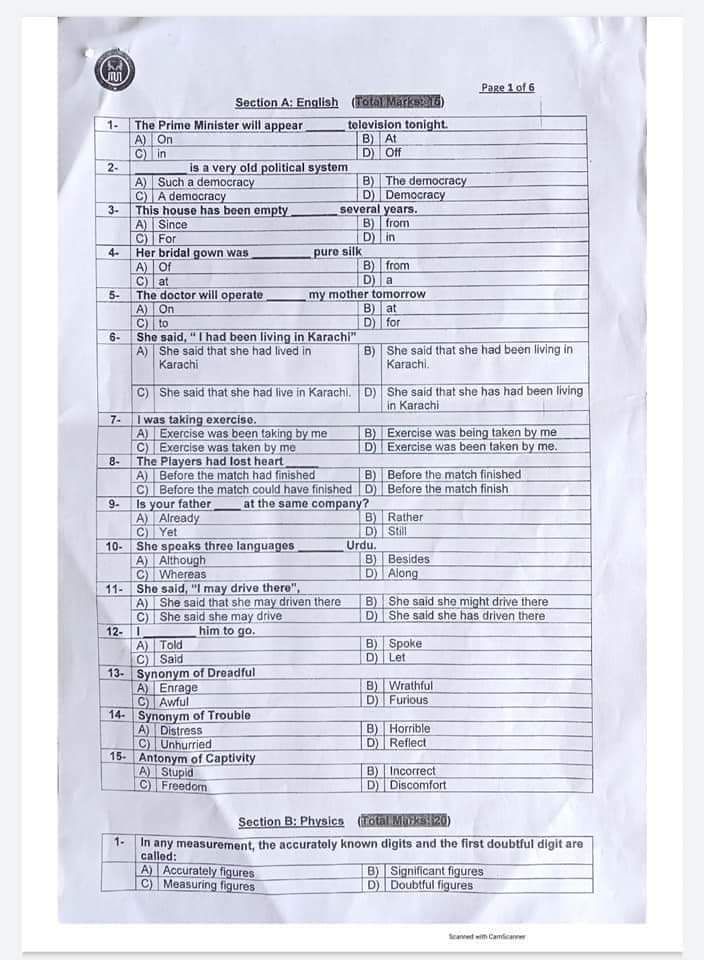 Page 1 of 6
Section A: English (Total Marks: 15)
1- The Prime Minister will appear ______ television tonight.
A) On B) At
C) in D) Off
2- ________ is a very old political system
A) Such a democracy B) The democracy
C) A democracy D) Democracy
3- This house has been empty _______ several years.
A) Since B) from
C) For D) in
4- Her bridal gown was ________ pure silk
A) Of B) from
C) at D) a
5- The doctor will operate ______ my mother tomorrow
A) On B) at
C) to D) for
6- She said, “ I had been living in Karachi”
A) She said that she had lived in B) She said that she had been living in
Karachi Karachi.
C) She said that she had live in Karachi. D) She said that she has had been living
in Karachi
7- I was taking exercise.
A) Exercise was been taking by me B) Exercise was being taken by me
C) Exercise was taken by me D) Exercise was been taken by me.
8- The Players had lost heart _____
A) Before the match had finished B) Before the match finished
C) Before the match could have finished D) Before the match finish
9- Is your father ____ at the same company?
A) Already B) Rather
C) Yet D) Still
10- She speaks three languages ______ Urdu.
A) Although B) Besides
C) Whereas D) Along
11- She said, "I may drive there",
A) She said that she may driven there B) She said she might drive there
C) She said she may drive D) She said she has driven there
12- I ________ him to go.
A) Told B) Spoke
C) Said D) Let
13- Synonym of Dreadful
A) Enrage B) Wrathful
C) Awful D) Furious
14- Synonym of Trouble
A) Distress B) Horrible
C) Unhurried D) Reflect
15- Antonym of Captivity
A) Stupid B) Incorrect
C) Freedom D) Discomfort
Section B: Physics (Total Marks: 20)
1- In any measurement, the accurately known digits and the first doubtful digit are
called:
A) Accurately figures B) Significant figures
C) Measuring figures D) Doubtful figures
Scanned with CamScanner